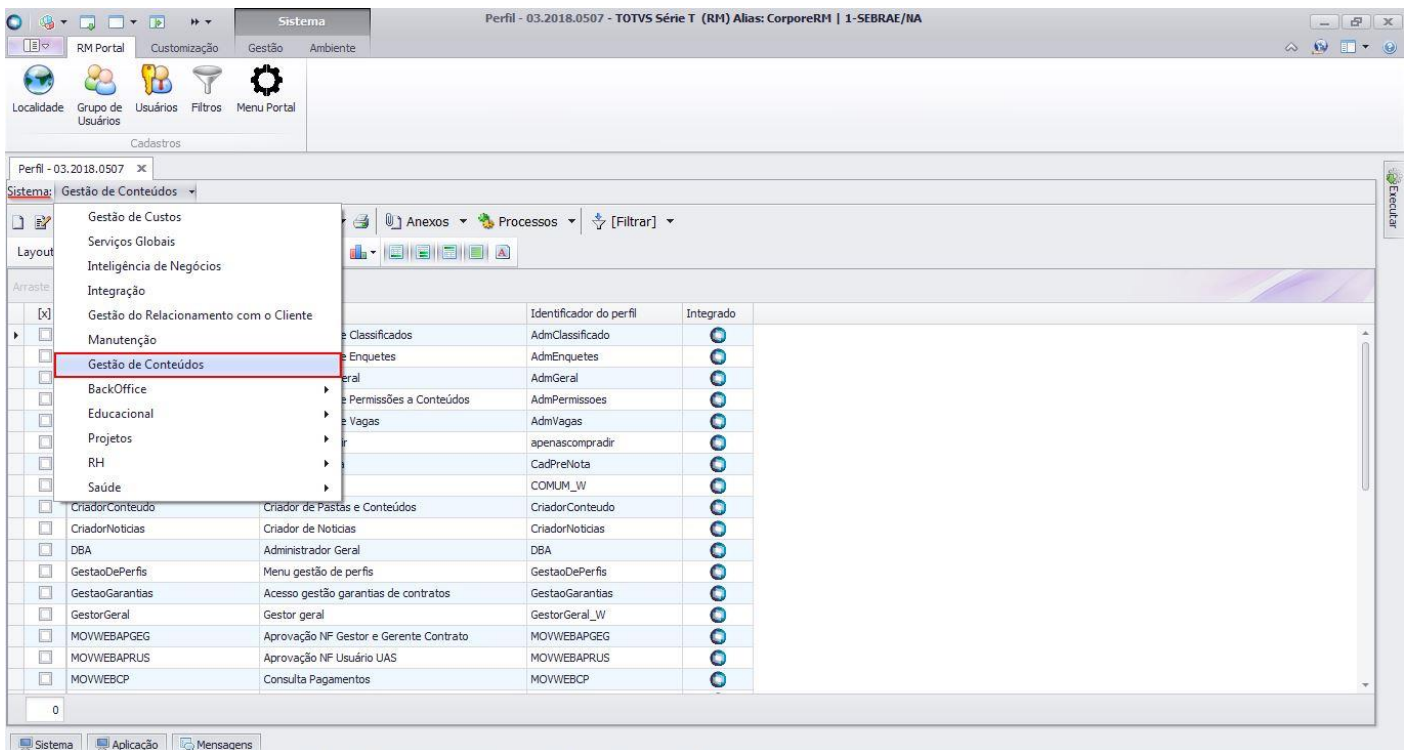 Sistema
Perfil - 03.2018.0507 - TOTVS Série T (RM) Alias: CorporeRM | 1-SEBRAE/NA
RM Portal Customização Gestão Ambiente
Localidade Grupo de Usuários Usuários Filtros Menu Portal
Cadastros
Perfil - 03.2018.0507
Executar
Sistema: Gestão de Conteúdos
Anexos Processos [Filtrar]
Layout
Arraste
Gestão de Custos
Serviços Globais
Inteligência de Negócios
Integração
Gestão do Relacionamento com o Cliente
Manutenção
Gestão de Conteúdos
BackOffice
Educacional
Projetos
RH
Saúde
[x] Identificador do perfil Integrado
e Classificados AdmClassificado
e Enquetes AdmEnquetes
eral AdmGeral
e Permissões a Conteúdos AdmPermissoes
e Vagas AdmVagas
ir apenascompradir
a CadPreNota
COMUM_W
CriadorConteudo Criador de Pastas e Conteúdos CriadorConteudo
CriadorNoticias Criador de Noticias CriadorNoticias
DBA Administrador Geral DBA
GestaoDePerfis Menu gestão de perfis GestaoDePerfis
GestaoGarantias Acesso gestão garantias de contratos GestaoGarantias
GestorGeral Gestor geral GestorGeral_W
MOVWEBAPGEG Aprovação NF Gestor e Gerente Contrato MOVWEBAPGEG
MOVWEBAPRUS Aprovação NF Usuário UAS MOVWEBAPRUS
MOVWEBCP Consulta Pagamentos MOVWEBCP
0
Sistema Aplicação Mensagens